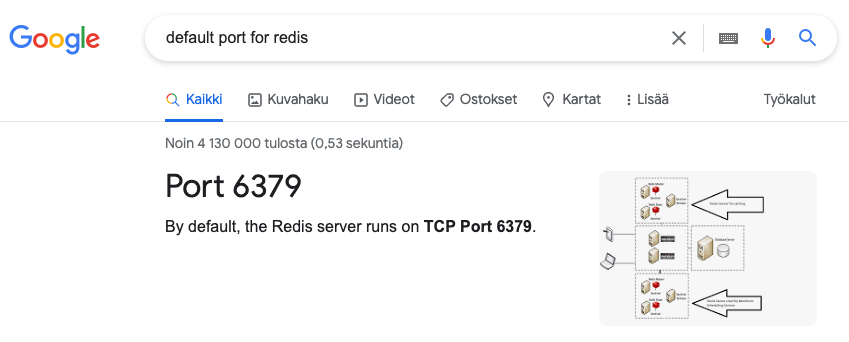 Google
default port for redis
Kaikki Kuvahaku Videot Ostokset Kartat Lisää Työkalut
Noin 4 130 000 tulosta (0,53 sekuntia)
Port 6379
By default, the Redis server runs on TCP Port 6379.